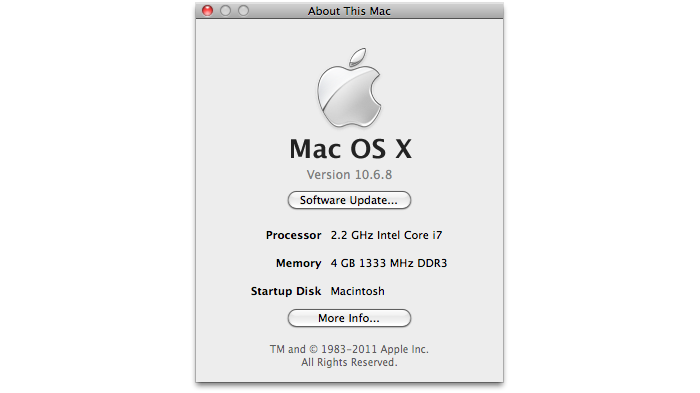 About This Mac
Mac OS X
Version 10.6.8
Software Update...
Processor 2.2 GHz Intel Core i7
Memory 4 GB 1333 MHz DDR3
Startup Disk Macintosh
More Info...
TM and © 1983–2011 Apple Inc.
All Rights Reserved.